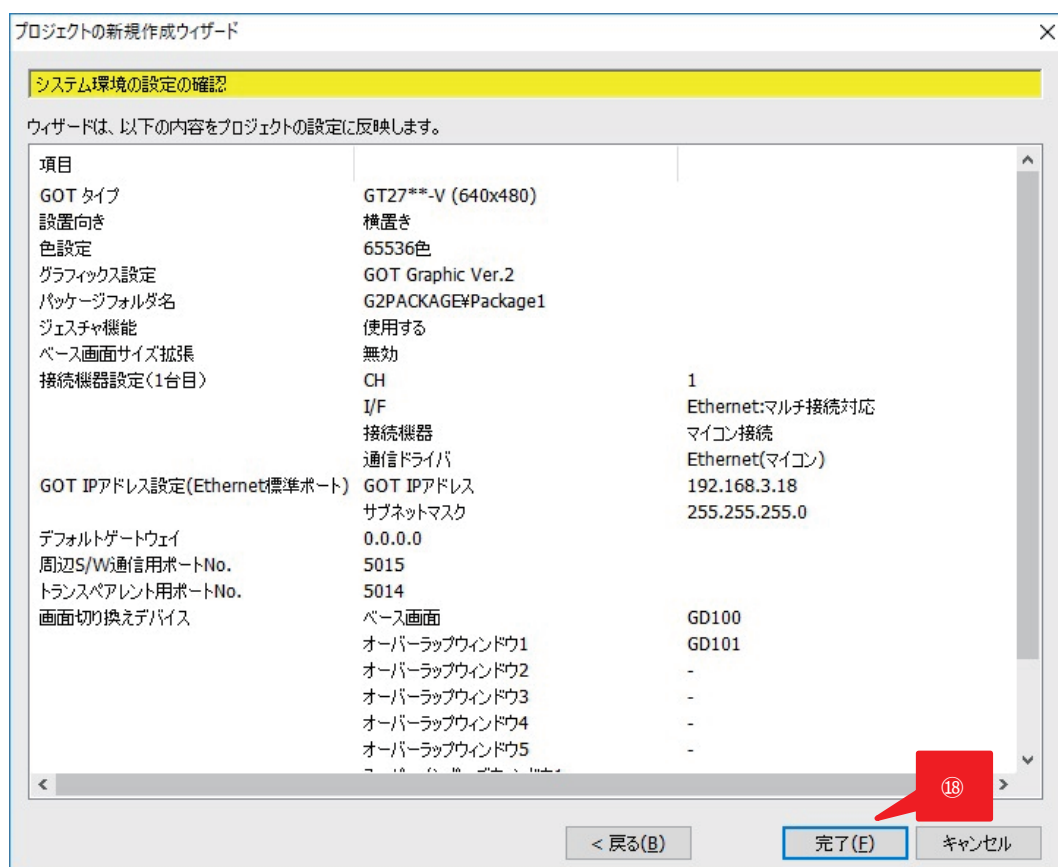 プロジェクトの新規作成ウィザード
システム環境の設定の確認
ウィザードは、以下の内容をプロジェクトの設定に反映します。
項目
GOT タイプ GT27**-V (640x480)
設置向き 横置き
色設定 65536色
グラフィックス設定 GOT Graphic Ver.2
パッケージフォルダ名 G2PACKAGE¥Package1
ジェスチャ機能 使用する
ベース画面サイズ拡張 無効
接続機器設定(1台目) CH 1
I/F Ethernet:マルチ接続対応
接続機器 マイコン接続
通信ドライバ Ethernet(マイコン)
GOT IPアドレス設定(Ethernet標準ポート) GOT IPアドレス 192.168.3.18
サブネットマスク 255.255.255.0
デフォルトゲートウェイ 0.0.0.0
周辺S/W通信用ポートNo. 5015
トランスペアレント用ポートNo. 5014
画面切り換えデバイス ベース画面 GD100
オーバーラップウィンドウ1 GD101
オーバーラップウィンドウ2 -
オーバーラップウィンドウ3 -
オーバーラップウィンドウ4 -
オーバーラップウィンドウ5 -
⑱
< 戻る(B) 完了(F) キャンセル